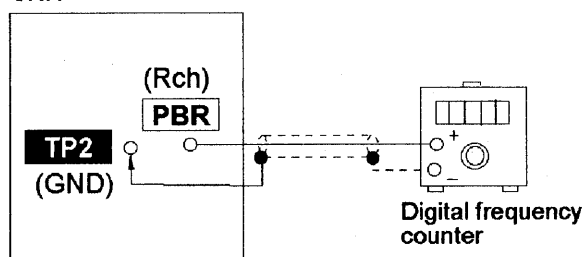 (Rch)
PBR
TP2
(GND)
+
−
Digital frequency
counter